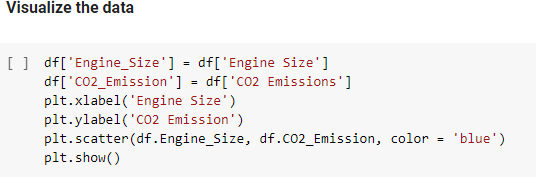 Visualize the data
[ ] df['Engine_Size'] = df['Engine Size']
df['CO2_Emission'] = df['CO2 Emissions']
plt.xlabel('Engine Size')
plt.ylabel('CO2 Emission')
plt.scatter(df.Engine_Size, df.CO2_Emission, color = 'blue')
plt.show()